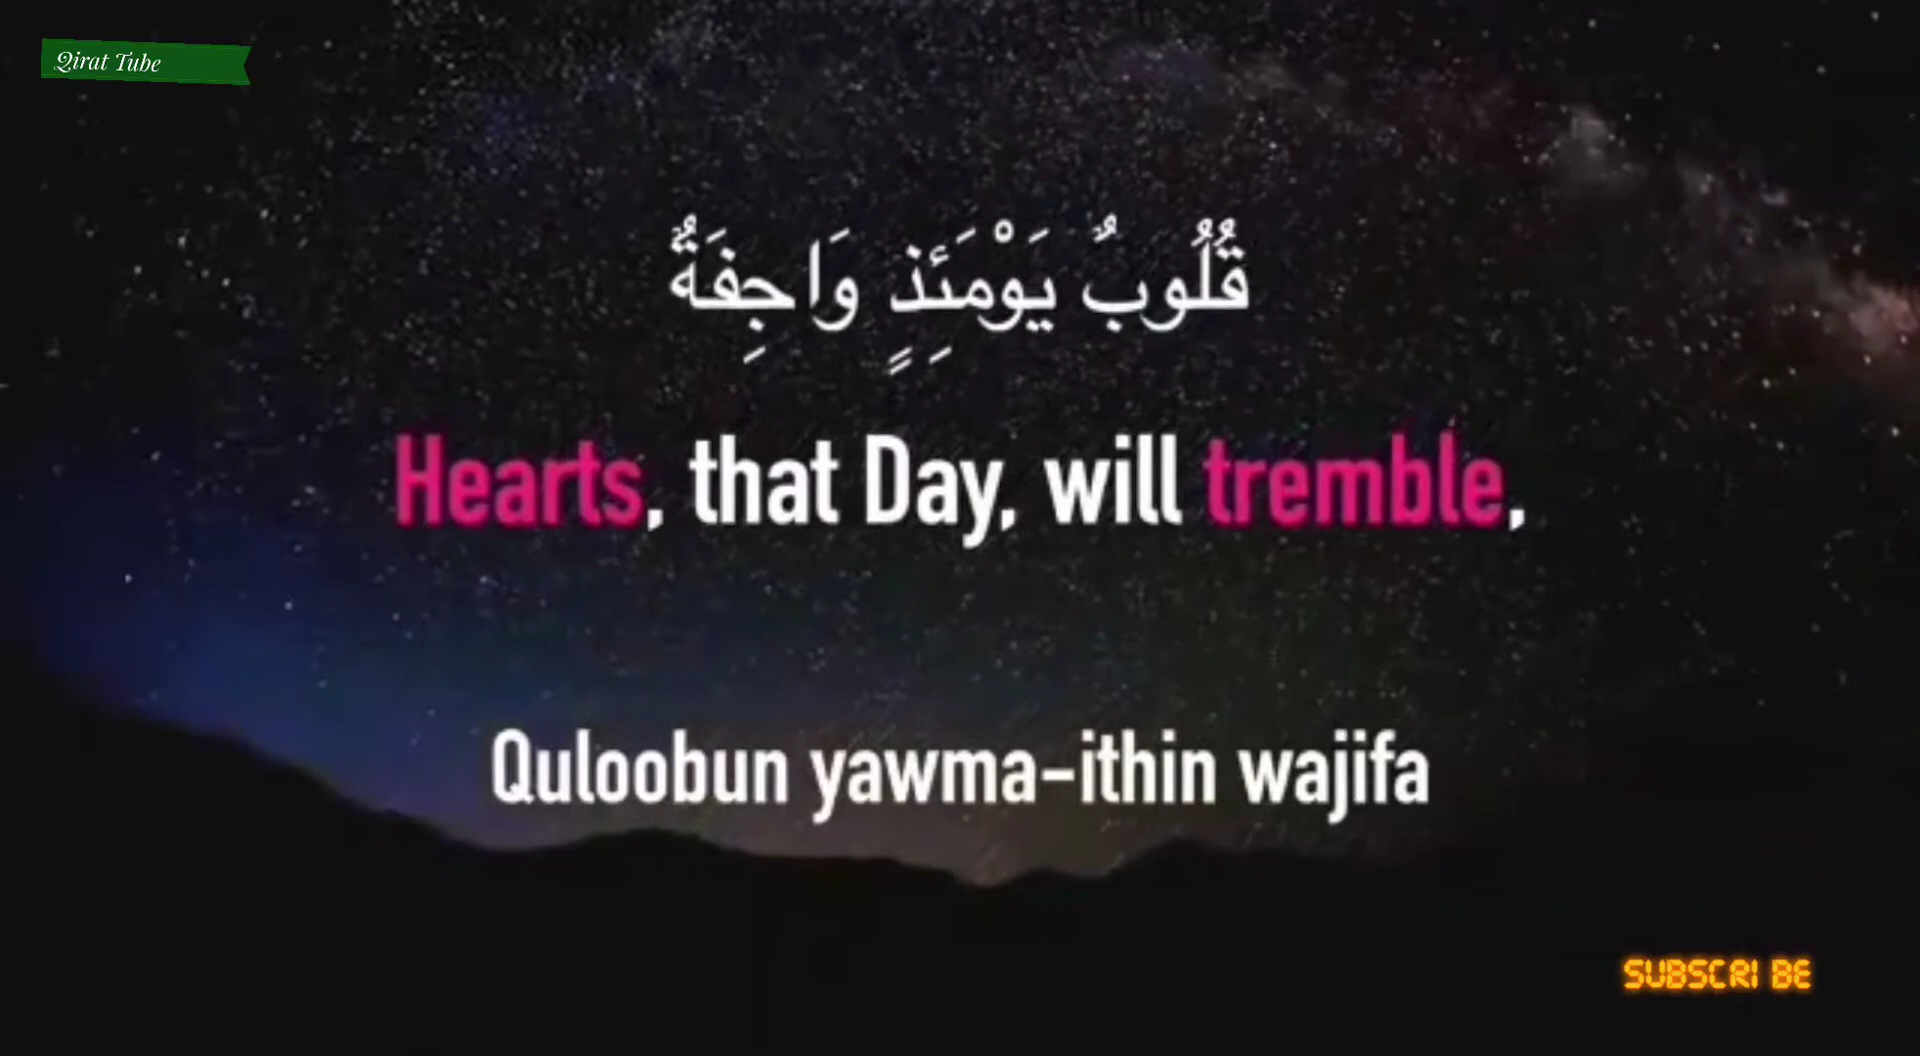 Qirat Tube
قُلُوبٌ يَوْمَئِذٍ وَاجِفَةٌ
Hearts, that Day, will tremble,
Quloobun yawma-ithin wajifa
SUBSCRI BE